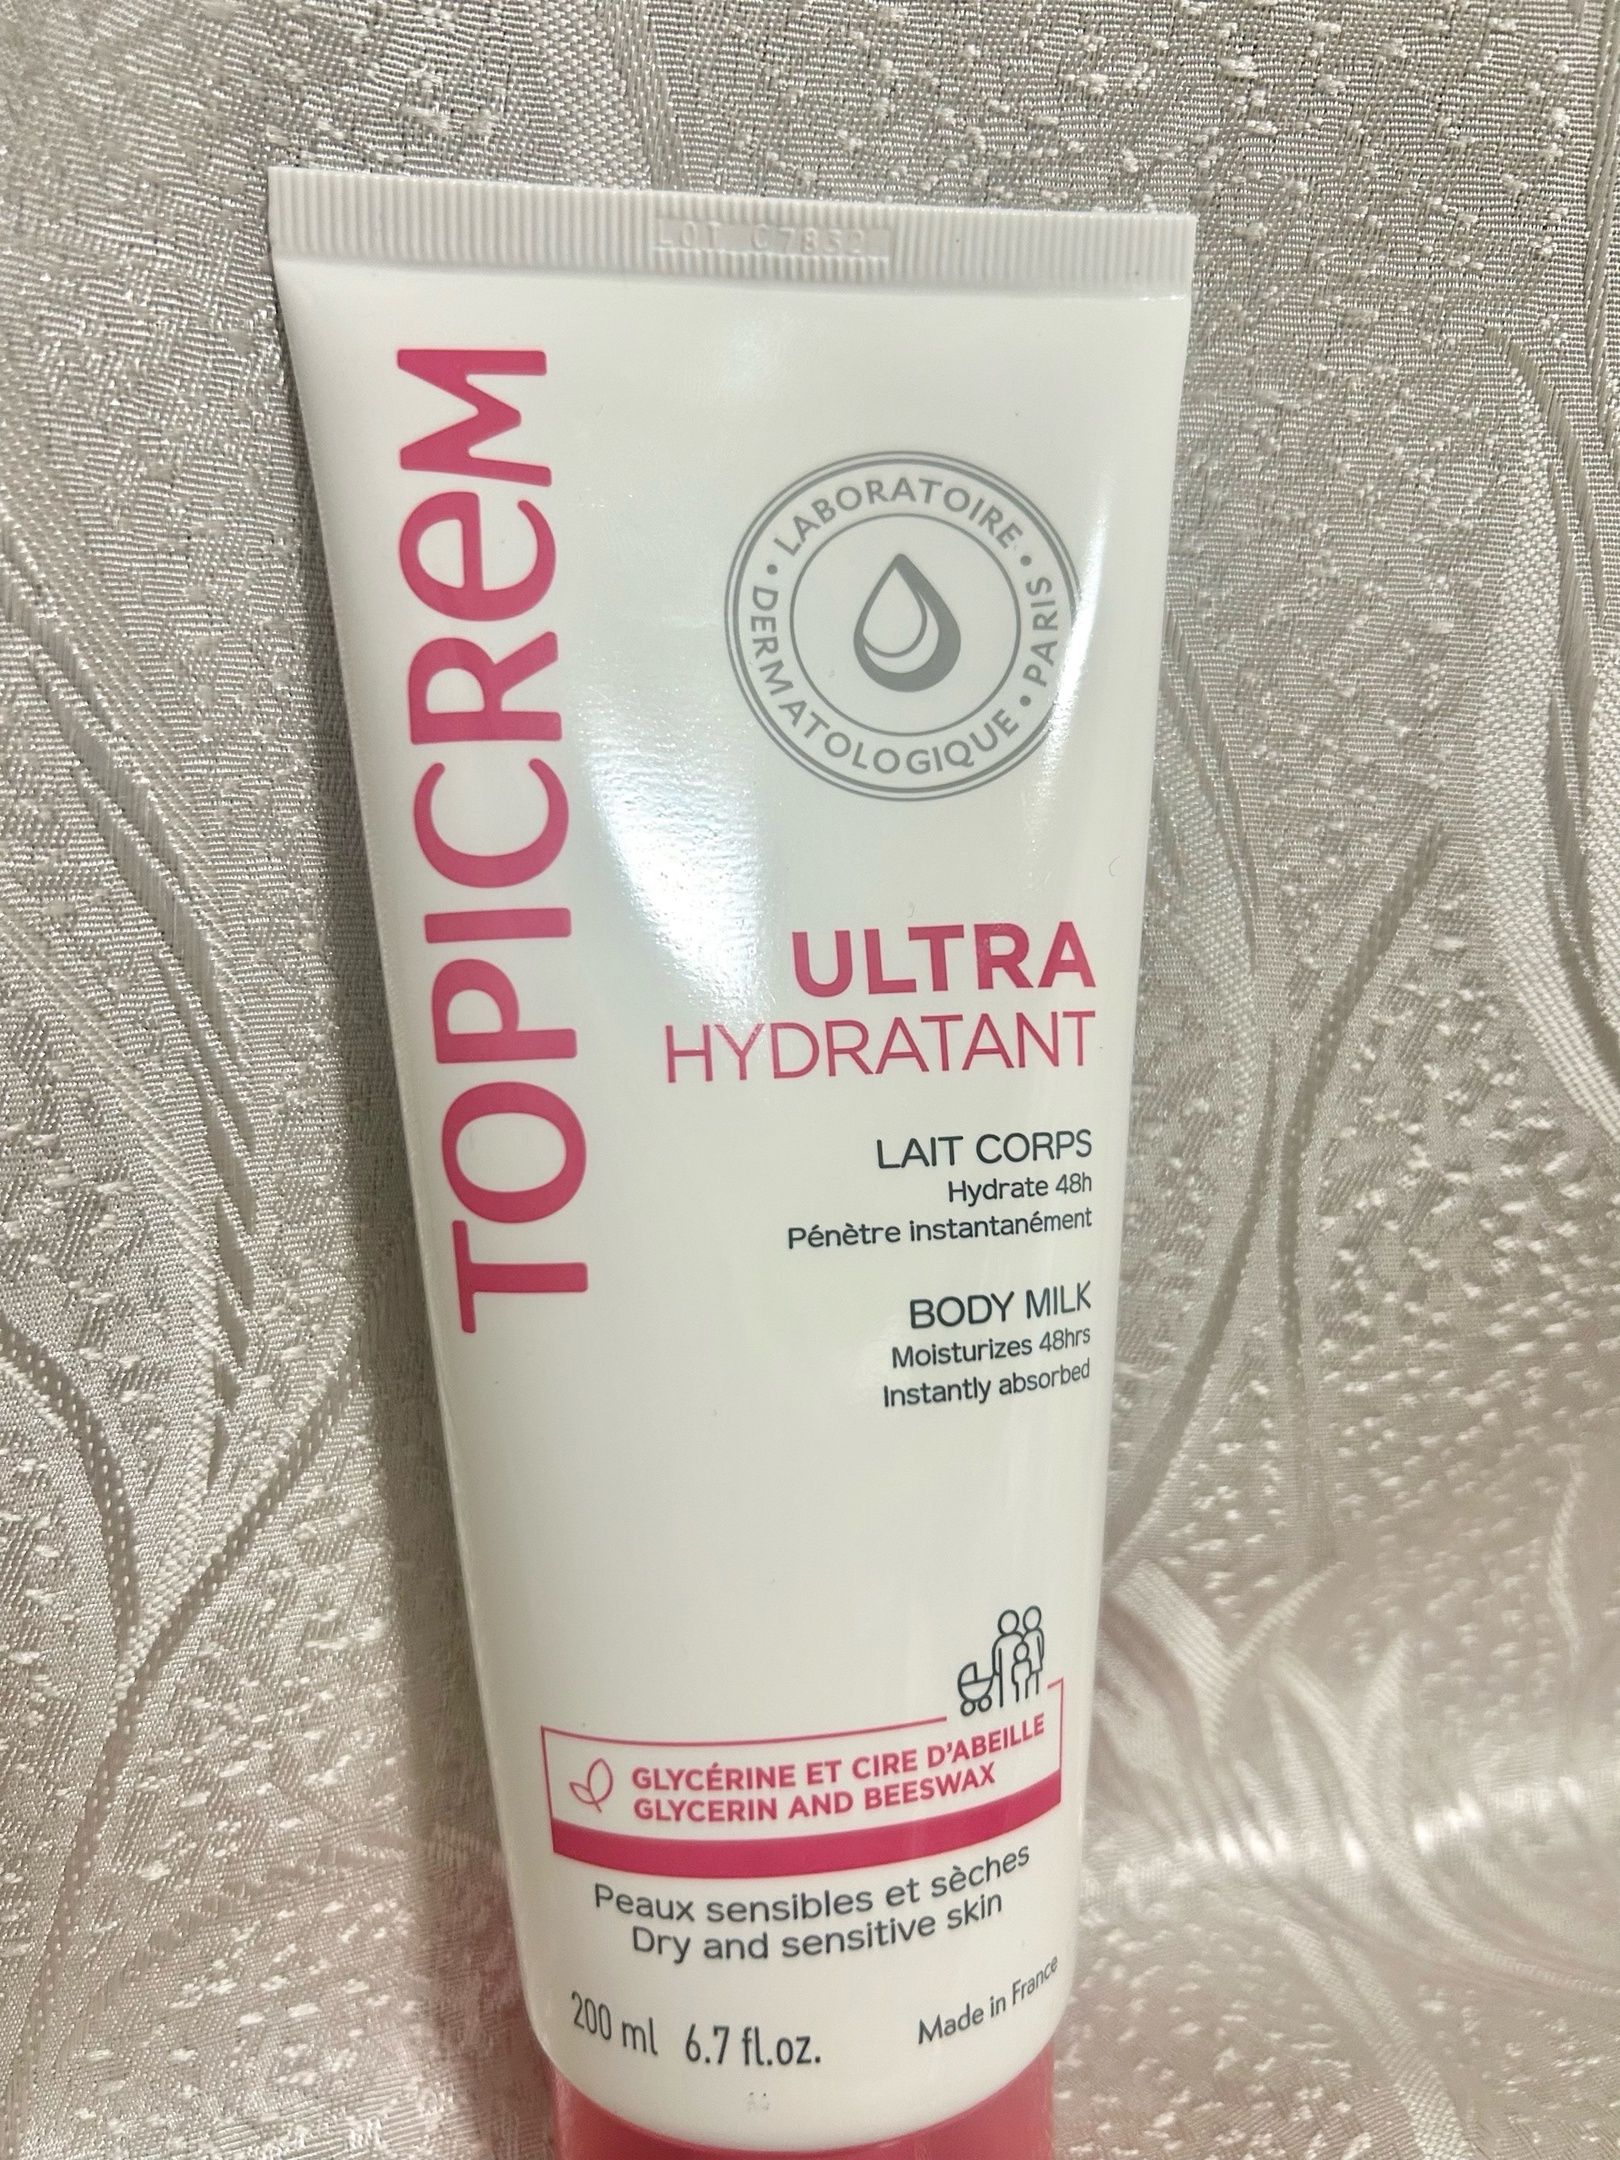 LOT C7832
TOPICREM
LABORATOIRE • PARIS • DERMATOLOGIQUE •
ULTRA
HYDRATANT
LAIT CORPS
Hydrate 48h
Pénètre instantanément
BODY MILK
Moisturizes 48hrs
Instantly absorbed
GLYCÉRINE ET CIRE D'ABEILLE
GLYCERIN AND BEESWAX
Peaux sensibles et sèches
Dry and sensitive skin
200 ml 6.7 fl.oz.
Made in France